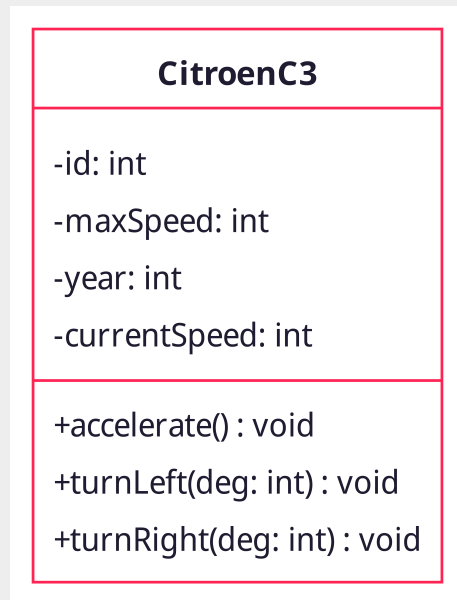 CitroenC3
-id: int
-maxSpeed: int
-year: int
-currentSpeed: int
+accelerate() : void
+turnLeft(deg: int) : void
+turnRight(deg: int) : void